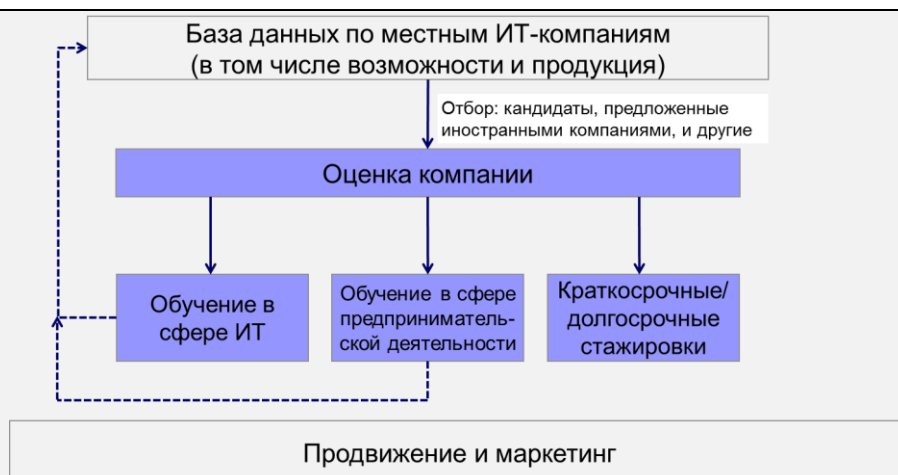 База данных по местным ИТ-компаниям
(в том числе возможности и продукция)
Отбор: кандидаты, предложенные
иностранными компаниями, и другие
Оценка компании
Обучение в
сфере ИТ
Обучение в сфере
предприниматель-
ской деятельности
Краткосрочные/
долгосрочные
стажировки
Продвижение и маркетинг